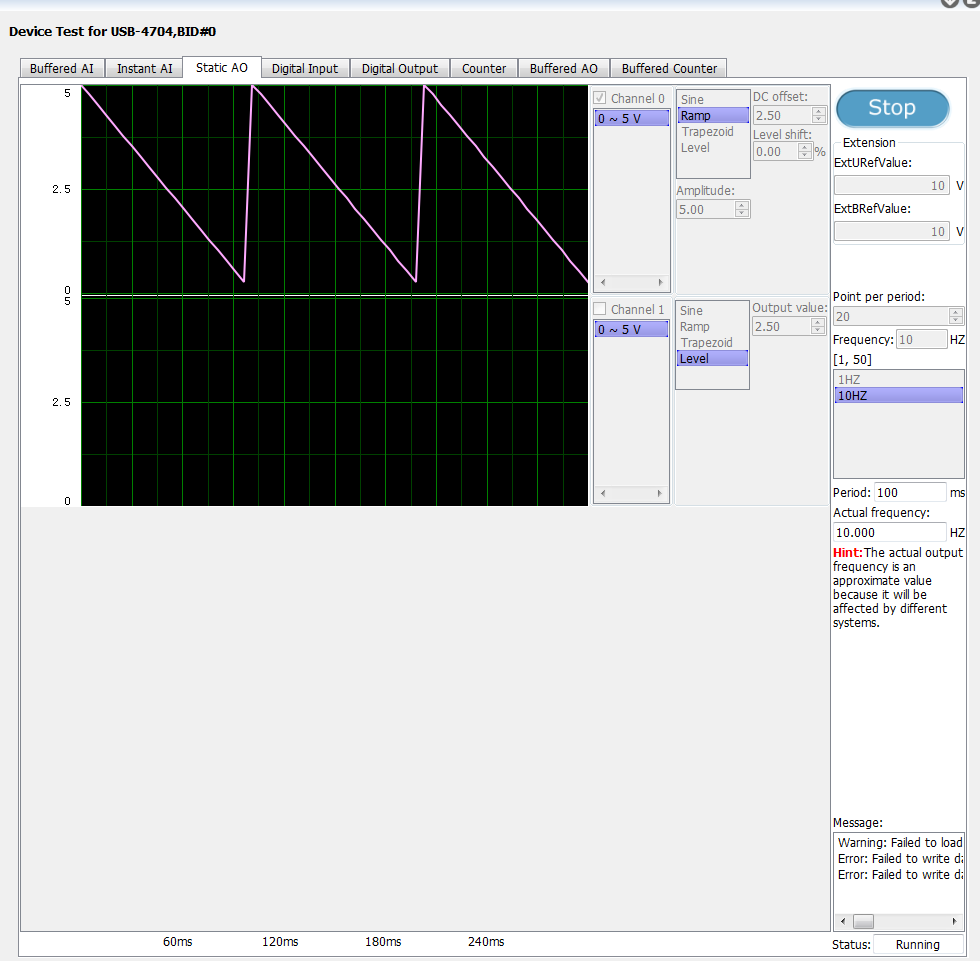 Device Test for USB-4704,BID#0
Buffered AI Instant AI Static AO Digital Input Digital Output Counter Buffered AO Buffered Counter
5
2.5
0
Channel 0
0 ~ 5 V
Sine
Ramp
Trapezoid
Level
DC offset:
2.50
Level shift:
0.00 %
Amplitude:
5.00
5
2.5
0
Channel 1
0 ~ 5 V
Sine
Ramp
Trapezoid
Level
Output value:
2.50
60ms 120ms 180ms 240ms
Stop
Extension
ExtURefValue:
10 V
ExtBRefValue:
10 V
Point per period:
20
Frequency: 10 HZ
[1, 50]
1HZ
10HZ
Period: 100 ms
Actual frequency:
10.000 HZ
Hint:The actual output
frequency is an
approximate value
because it will be
affected by different
systems.
Message:
Warning: Failed to load
Error: Failed to write
Error: Failed to write
Status: Running